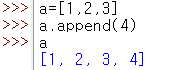 >>> a=[1,2,3]
>>> a.append(4)
>>> a
[1, 2, 3, 4]